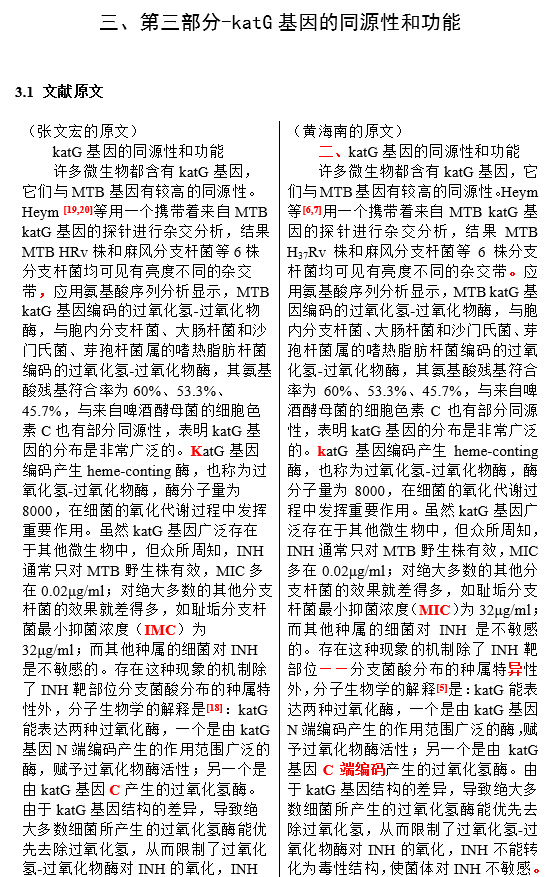 三、第三部分-katG 基因的同源性和功能
3.1 文献原文
（张文宏的原文）
katG 基因的同源性和功能
许多微生物都含有 katG 基因，
它们与 MTB 基因有较高的同源性。
Heym [19,20]等用一个携带着来自 MTB
katG 基因的探针进行杂交分析，结果
MTB HRv 株和麻风分支杆菌等 6 株
分支杆菌均可见有亮度不同的杂交
带，应用氨基酸序列分析显示，MTB
katG 基因编码的过氧化氢-过氧化物
酶，与胞内分支杆菌、大肠杆菌和沙
门氏菌、芽孢杆菌属的嗜热脂肪杆菌
编码的过氧化氢-过氧化物酶，其氨基
酸残基符合率为 60%、53.3%、
45.7%，与来自啤酒酵母菌的细胞色
素 C 也有部分同源性，表明 katG 基
因的分布是非常广泛的。KatG 基因
编码产生 heme-conting 酶，也称为过
氧化氢-过氧化物酶，酶分子量为
8000，在细菌的氧化代谢过程中发挥
重要作用。虽然 katG 基因广泛存在
于其他微生物中，但众所周知，INH
通常只对 MTB 野生株有效，MIC 多
在 0.02μg/ml；对绝大多数的其他分支
杆菌的效果就差得多，如耻垢分支杆
菌最小抑菌浓度（IMC）为
32μg/ml；而其他种属的细菌对 INH
是不敏感的。存在这种现象的机制除
了 INH 靶部位分支菌酸分布的种属特
性外，分子生物学的解释是[18]：katG
能表达两种过氧化酶，一个是由 katG
基因 N 端编码产生的作用范围广泛的
酶，赋予过氧化物酶活性；另一个是
由 katG 基因 C 产生的过氧化氢酶。
由于 katG 基因结构的差异，导致绝
大多数细菌所产生的过氧化氢酶能优
先去除过氧化氢，从而限制了过氧化
氢-过氧化物酶对 INH 的氧化，INH
（黄海南的原文）
二、katG 基因的同源性和功能
许多微生物都含有 katG 基因，它
们与 MTB 基因有较高的同源性。Heym
等[6,7]用一个携带着来自 MTB katG 基
因的探针进行杂交分析，结果 MTB
H37Rv 株和麻风分支杆菌等 6 株分支
杆菌均可见有亮度不同的杂交带。应
用氨基酸序列分析显示，MTB katG 基
因编码的过氧化氢-过氧化物酶，与胞
内分支杆菌、大肠杆菌和沙门氏菌、芽
孢杆菌属的嗜热脂肪杆菌编码的过氧
化氢-过氧化物酶，其氨基酸残基符合
率为 60%、53.3%、45.7%，与来自啤
酒酵母菌的细胞色素 C 也有部分同源
性，表明 katG 基因的分布是非常广泛
的。katG 基因编码产生 heme-conting
酶，也称为过氧化氢-过氧化物酶，酶
分子量为 8000，在细菌的氧化代谢过
程中发挥重要作用。虽然 katG 基因广
泛存在于其他微生物中，但众所周知，
INH 通常只对 MTB 野生株有效，MIC
多在 0.02μg/ml；对绝大多数的其他分
支杆菌的效果就差得多，如耻垢分支杆
菌最小抑菌浓度（MIC）为 32μg/ml；
而其他种属的细菌对 INH 是不敏感
的。存在这种现象的机制除了 INH 靶
部位－－分支菌酸分布的种属特异性
外，分子生物学的解释[5]是：katG 能表
达两种过氧化酶，一个是由 katG 基因
N 端编码产生的作用范围广泛的酶,赋
予过氧化物酶活性；另一个是由 katG
基因 C 端编码产生的过氧化氢酶。由
于 katG 基因结构的差异，导致绝大多
数细菌所产生的过氧化氢酶能优先去
除过氧化氢，从而限制了过氧化氢-过
氧化物酶对 INH 的氧化，INH 不能转
化为毒性结构，使菌体对 INH 不敏感。